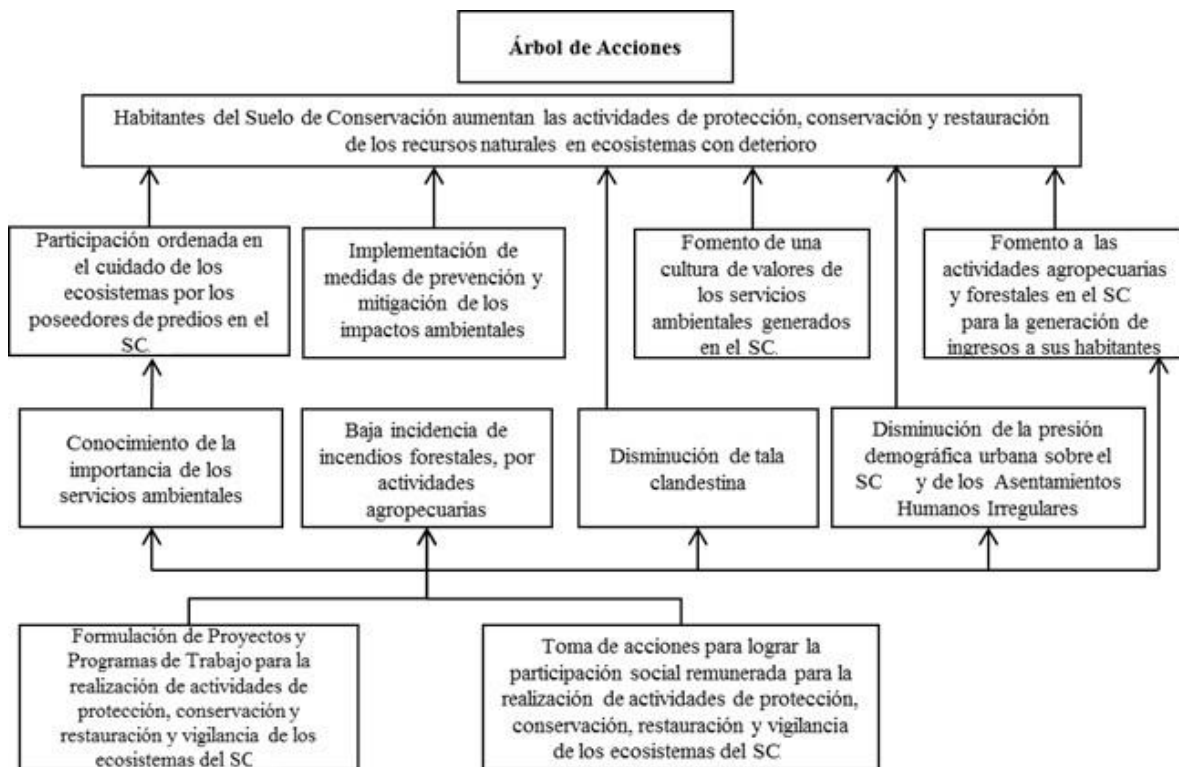 Árbol de Acciones
Habitantes del Suelo de Conservación aumentan las actividades de protección, conservación y restauración
de los recursos naturales en ecosistemas con deterioro
Participación ordenada en
el cuidado de los
ecosistemas por los
poseedores de predios en el
SC.
Implementación de
medidas de prevención y
mitigación de los
impactos ambientales
Fomento de una
cultura de valores de
los servicios
ambientales generados
en el SC.
Fomento a las
actividades agropecuarias
y forestales en el SC
para la generación de
ingresos a sus habitantes
Conocimiento de la
importancia de los
servicios ambientales
Baja incidencia de
incendios forestales, por
actividades
agropecuarias
Disminución de tala
clandestina
Disminución de la presión
demográfica urbana sobre el
SC y de los Asentamientos
Humanos Irregulares
Formulación de Proyectos y
Programas de Trabajo para la
realización de actividades de
protección, conservación y
restauración y vigilancia de los
ecosistemas del SC
Toma de acciones para lograr la
participación social remunerada para la
realización de actividades de protección,
conservación, restauración y vigilancia
de los ecosistemas del SC